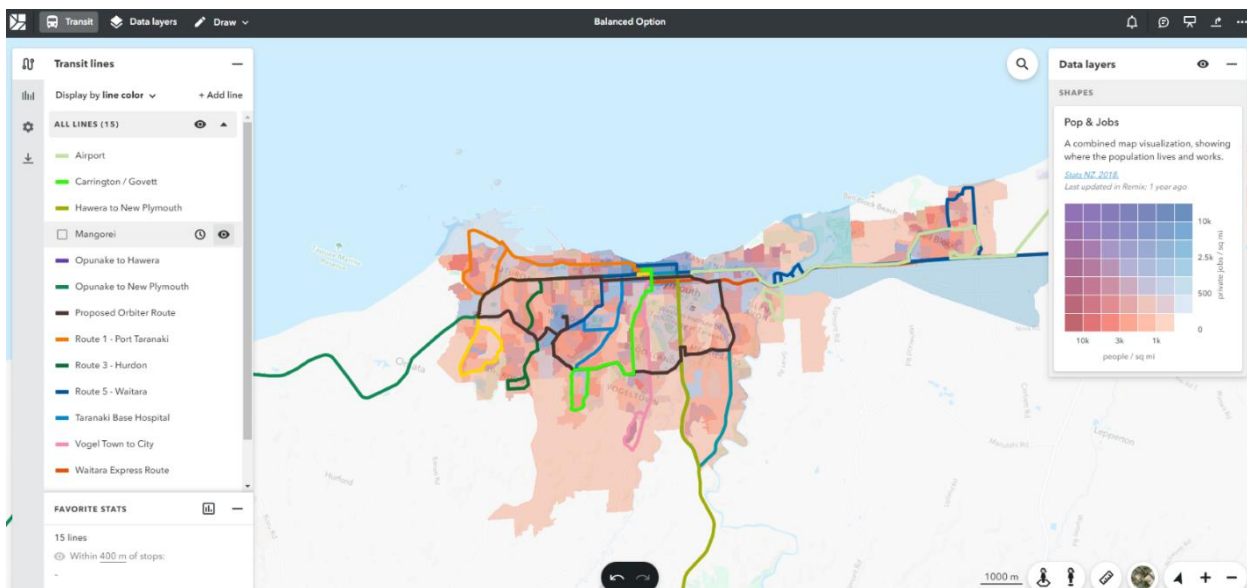 Transit
Data layers
Draw
Balanced Option
Transit lines
Display by line color
+ Add line
ALL LINES (15)
Airport
Carrington / Govett
Hawera to New Plymouth
Mangorei
Opunake to Hawera
Opunake to New Plymouth
Proposed Orbiter Route
Route 1 - Port Taranaki
Route 3 - Hurdon
Route 5 - Waitara
Taranaki Base Hospital
Vogel Town to City
Waitara Express Route
FAVORITE STATS
15 lines
Within 400 m of stops:
-
Data layers
SHAPES
Pop & Jobs
A combined map visualization, showing
where the population lives and works.
Stats NZ, 2018.
Last updated in Remix: 1 year ago
10k
2.5k
500
0
private jobs / sq mi
10k
3k
1k
people / sq mi
Hurford
Lepperton
VOGELTOWN
1000 m